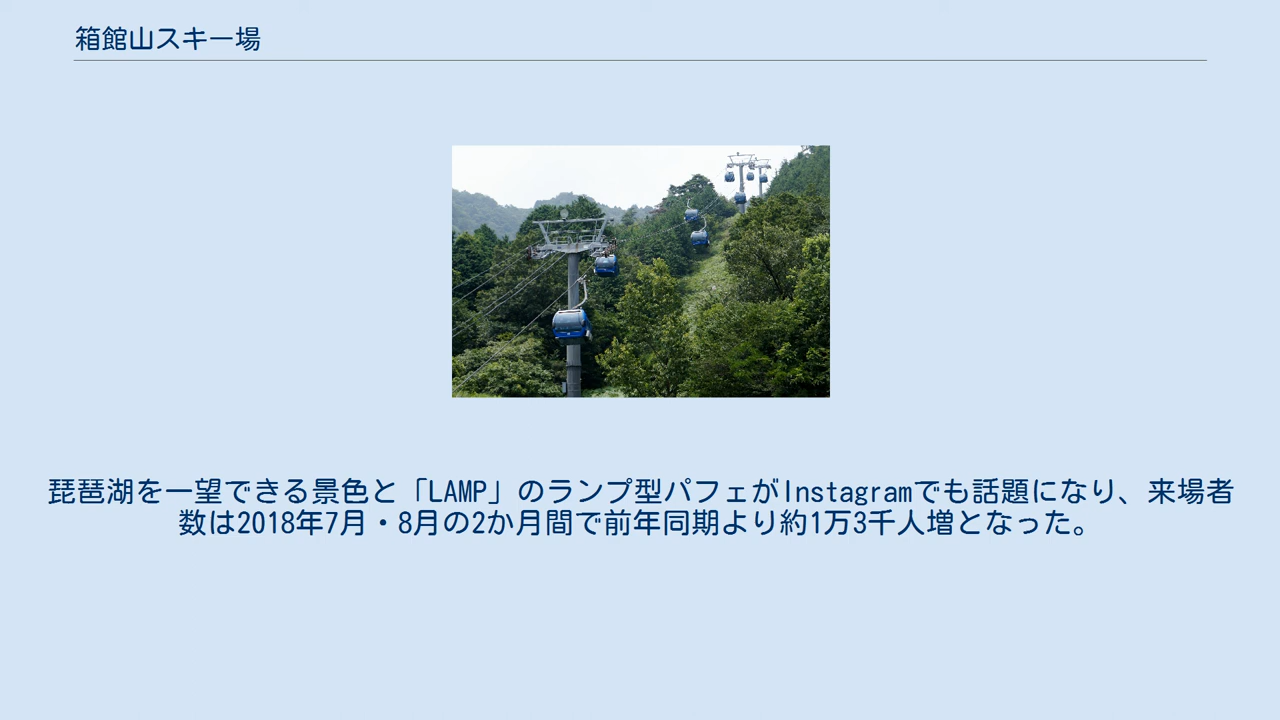 箱館山スキー場
琵琶湖を一望できる景色と「LAMP」のランプ型パフェがInstagramでも話題になり、来場者
数は2018年7月・8月の2か月間で前年同期より約1万3千人増となった。